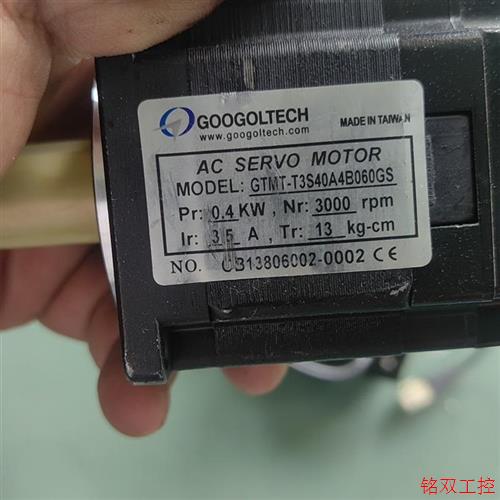 GOOGOLTECH
www.googoltech.com
MADE IN TAIWAN
AC SERVO MOTOR
MODEL: GTMT-T3S40A4B060GS
Pr: 0.4 KW, Nr: 3000 rpm
Ir: 3.5 A, Tr: 13 kg-cm
NO. CB13806002-0002 CE
铭双工控